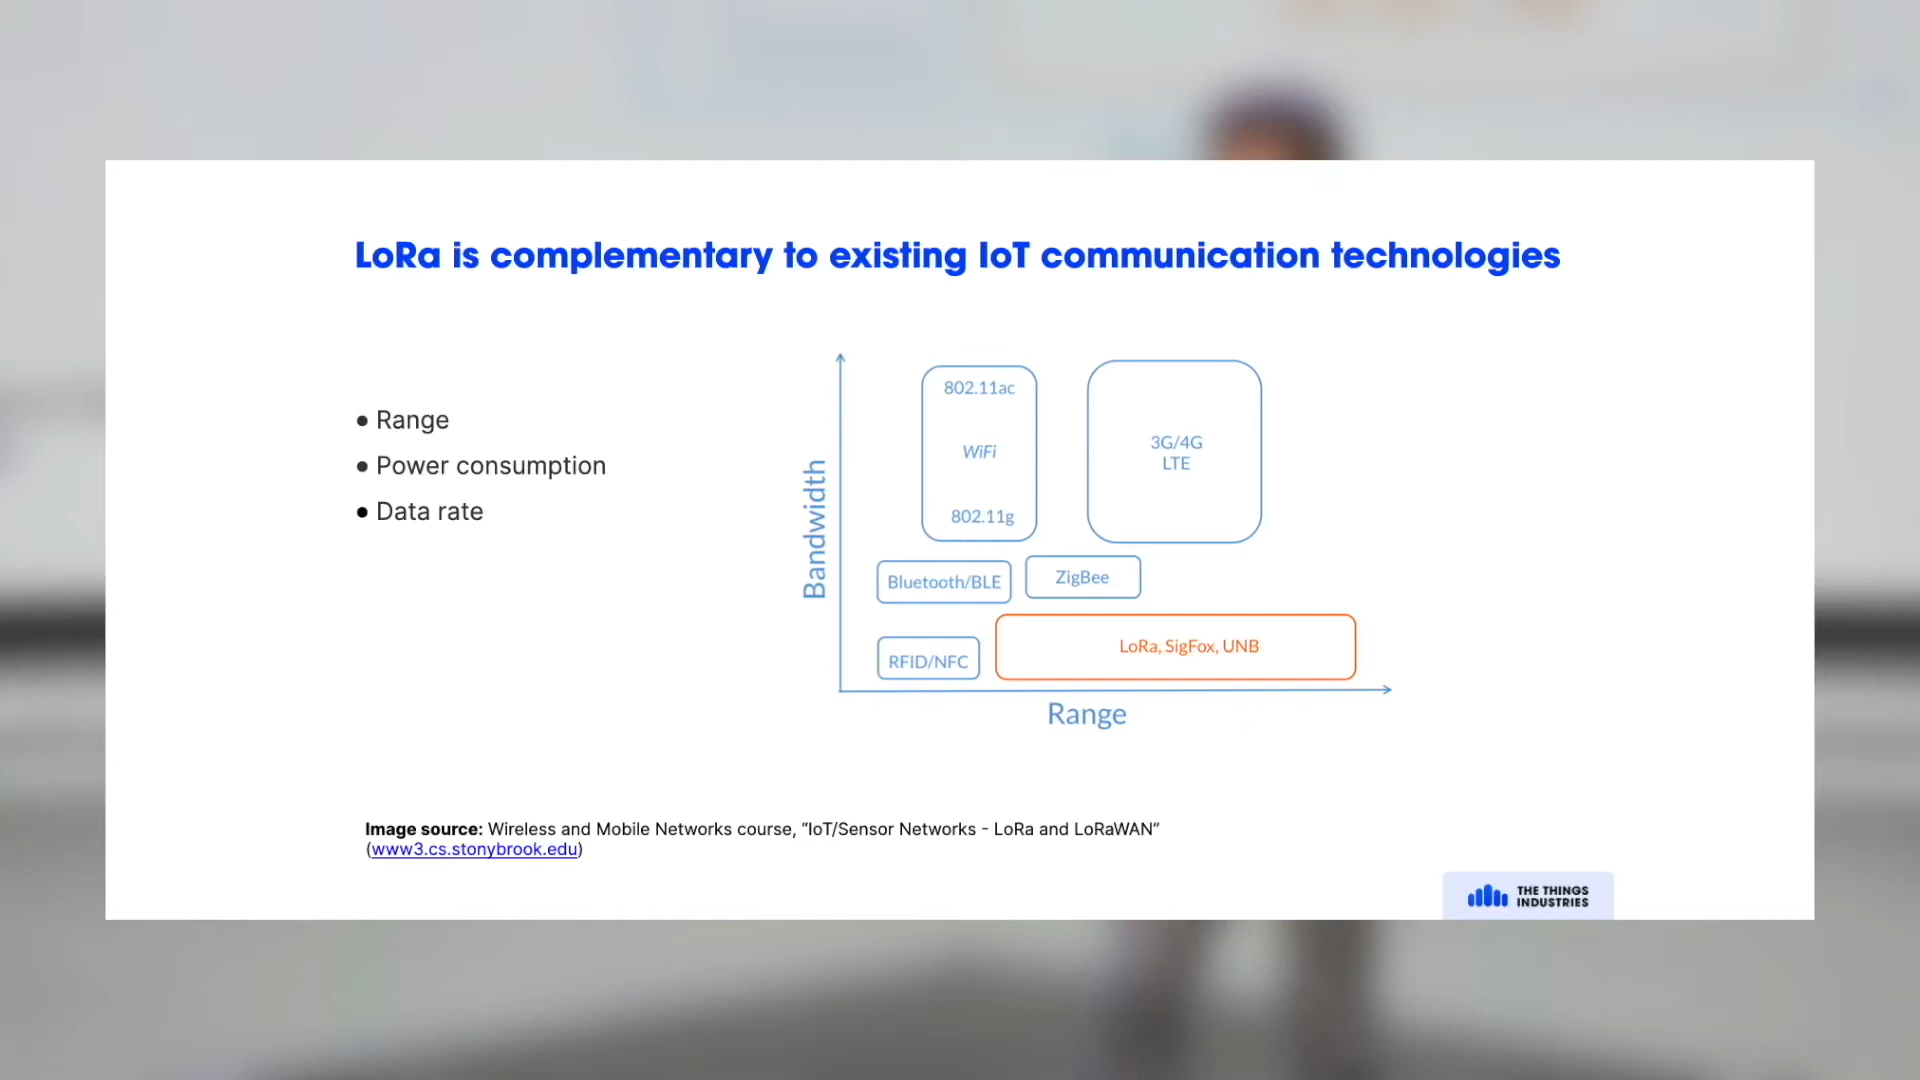 LoRa is complementary to existing IoT communication technologies
● Range
● Power consumption
● Data rate
Bandwidth
802.11ac
WiFi
802.11g
3G/4G
LTE
Bluetooth/BLE
ZigBee
RFID/NFC
LoRa, SigFox, UNB
Range
Image source: Wireless and Mobile Networks course, “IoT/Sensor Networks - LoRa and LoRaWAN”
(www3.cs.stonybrook.edu)
THE THINGS
INDUSTRIES